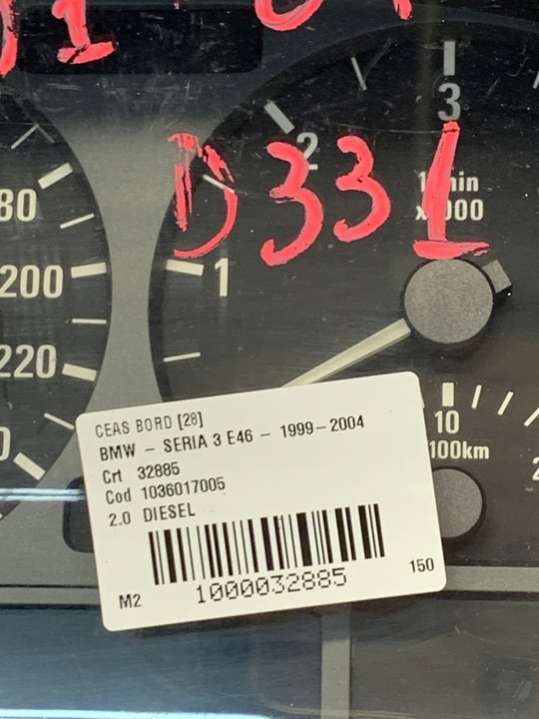 3
2
D331
1/min
x1000
80
200
1
220
10
/100km
CEAS BORD [28]
BMW - SERIA 3 E46 - 1999-2004
Crt 32885
Cod 1036017005
2.0 DIESEL
1000032885
M2
150